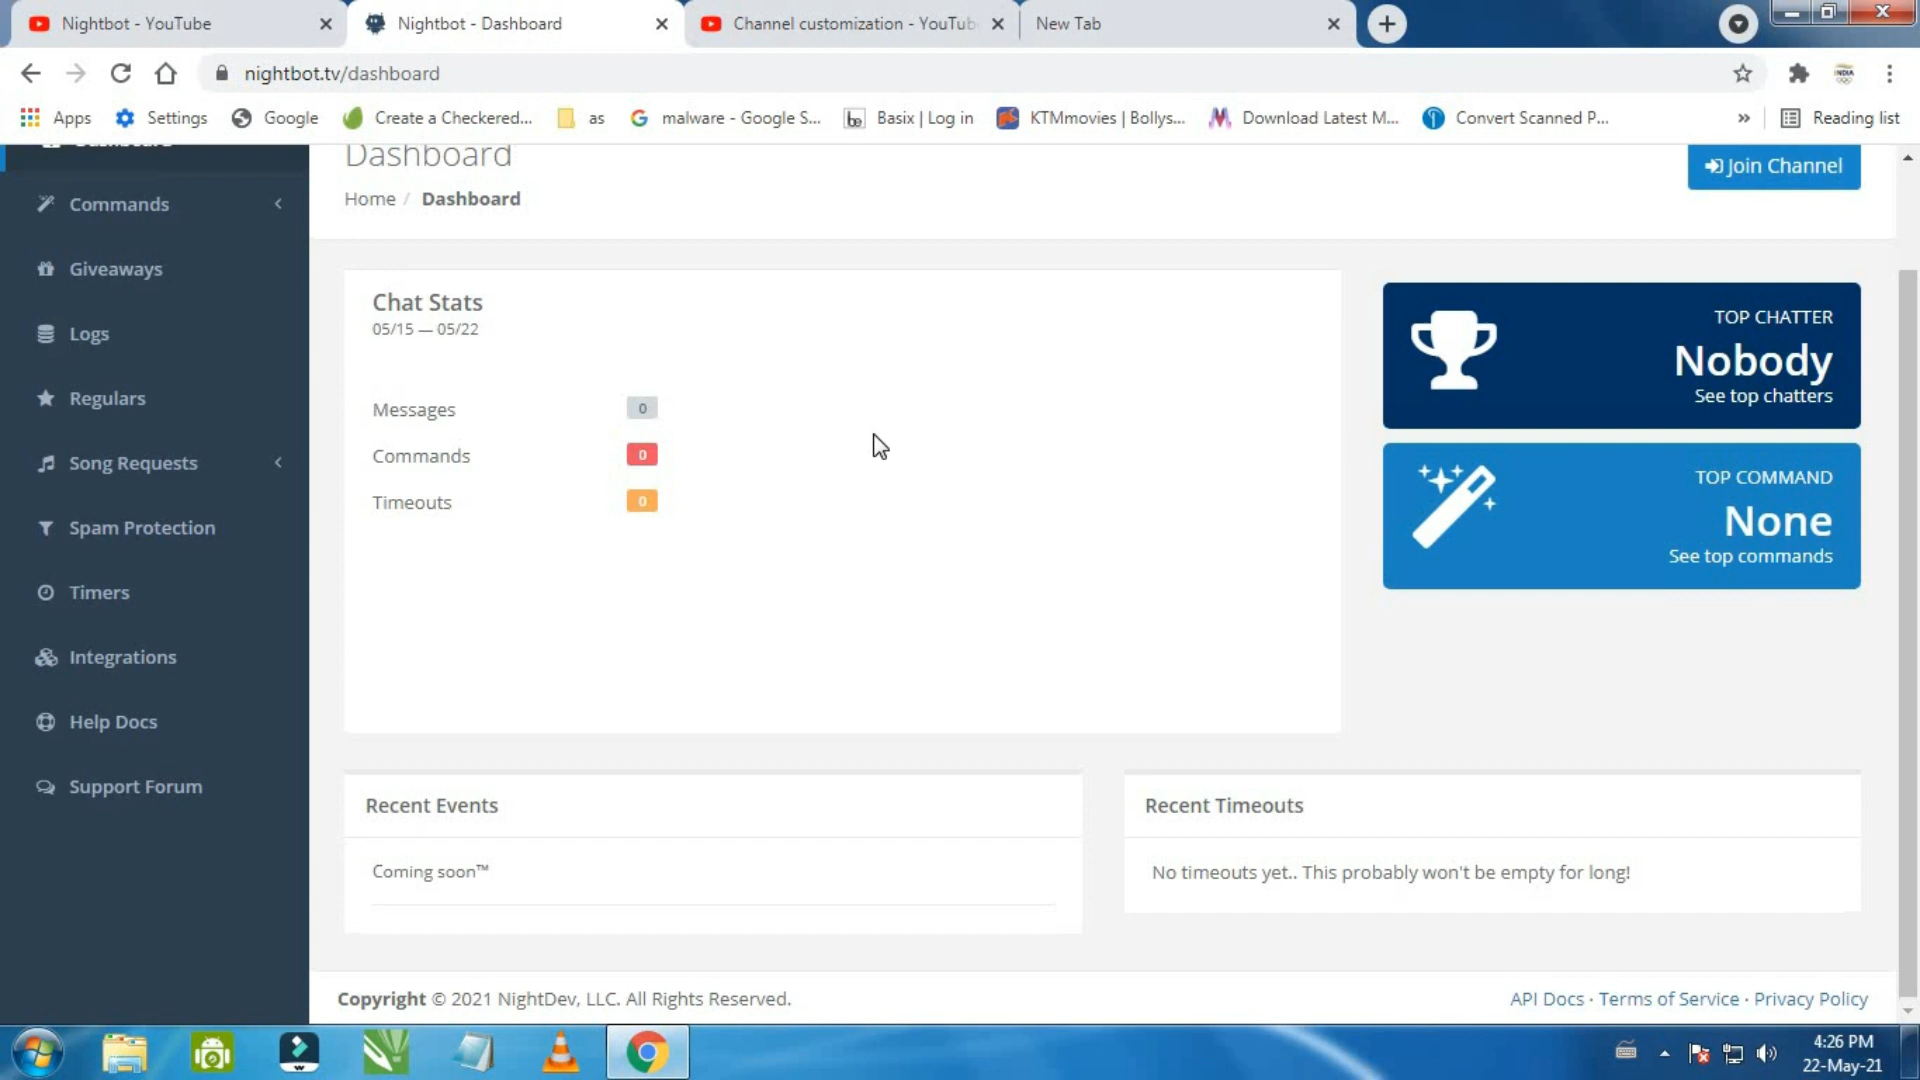 Nightbot - YouTube
Nightbot - Dashboard
Channel customization - YouTub
New Tab
nightbot.tv/dashboard
Apps
Settings
Google
Create a Checkered...
as
malware - Google S...
Basix | Log in
KTMmovies | Bollys...
Download Latest M...
Convert Scanned P...
»
Reading list
Dashboard
Commands
Giveaways
Logs
Regulars
Song Requests
Spam Protection
Timers
Integrations
Help Docs
Support Forum
Dashboard
Home / Dashboard
Join Channel
Chat Stats
05/15 — 05/22
Messages 0
Commands 0
Timeouts 0
TOP CHATTER
Nobody
See top chatters
TOP COMMAND
None
See top commands
Recent Events
Coming soon™
Recent Timeouts
No timeouts yet.. This probably won't be empty for long!
Copyright © 2021 NightDev, LLC. All Rights Reserved.
API Docs · Terms of Service · Privacy Policy
4:26 PM
22-May-21